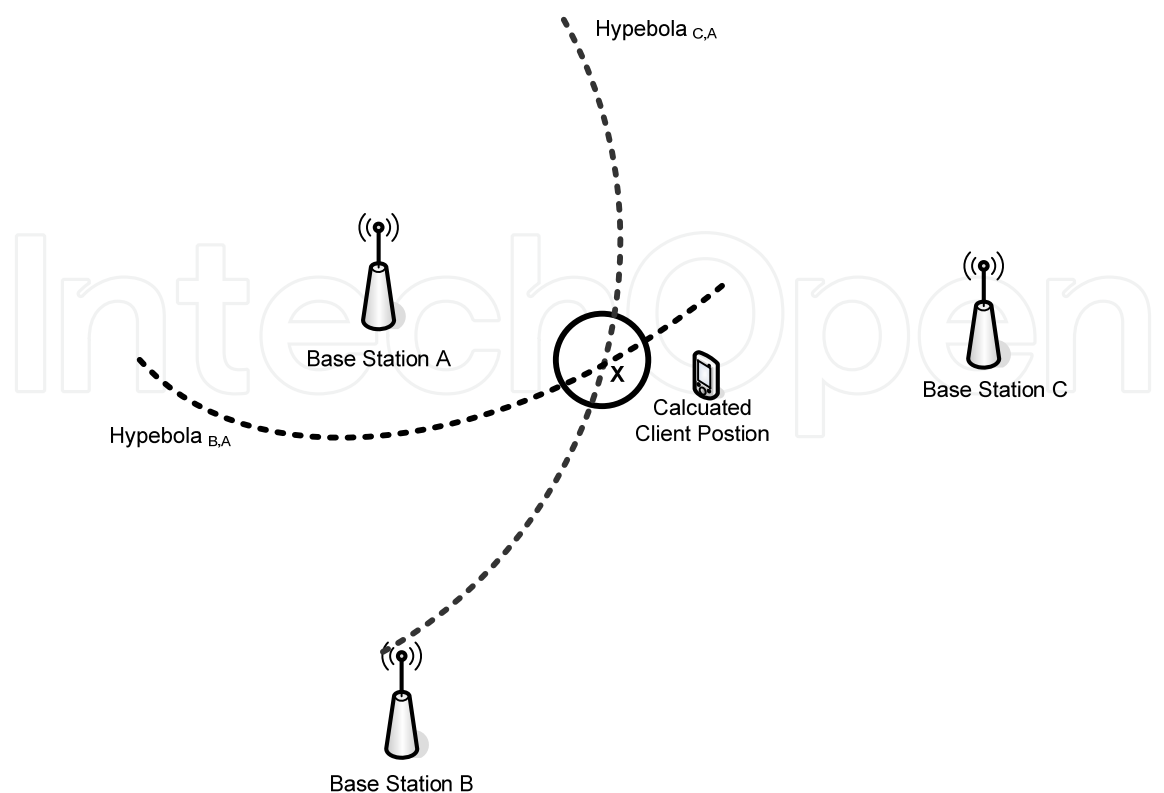 Hypebola C,A
IntechOpen
Base Station A
Base Station C
X
Calcuated
Client Postion
Hypebola B,A
Base Station B